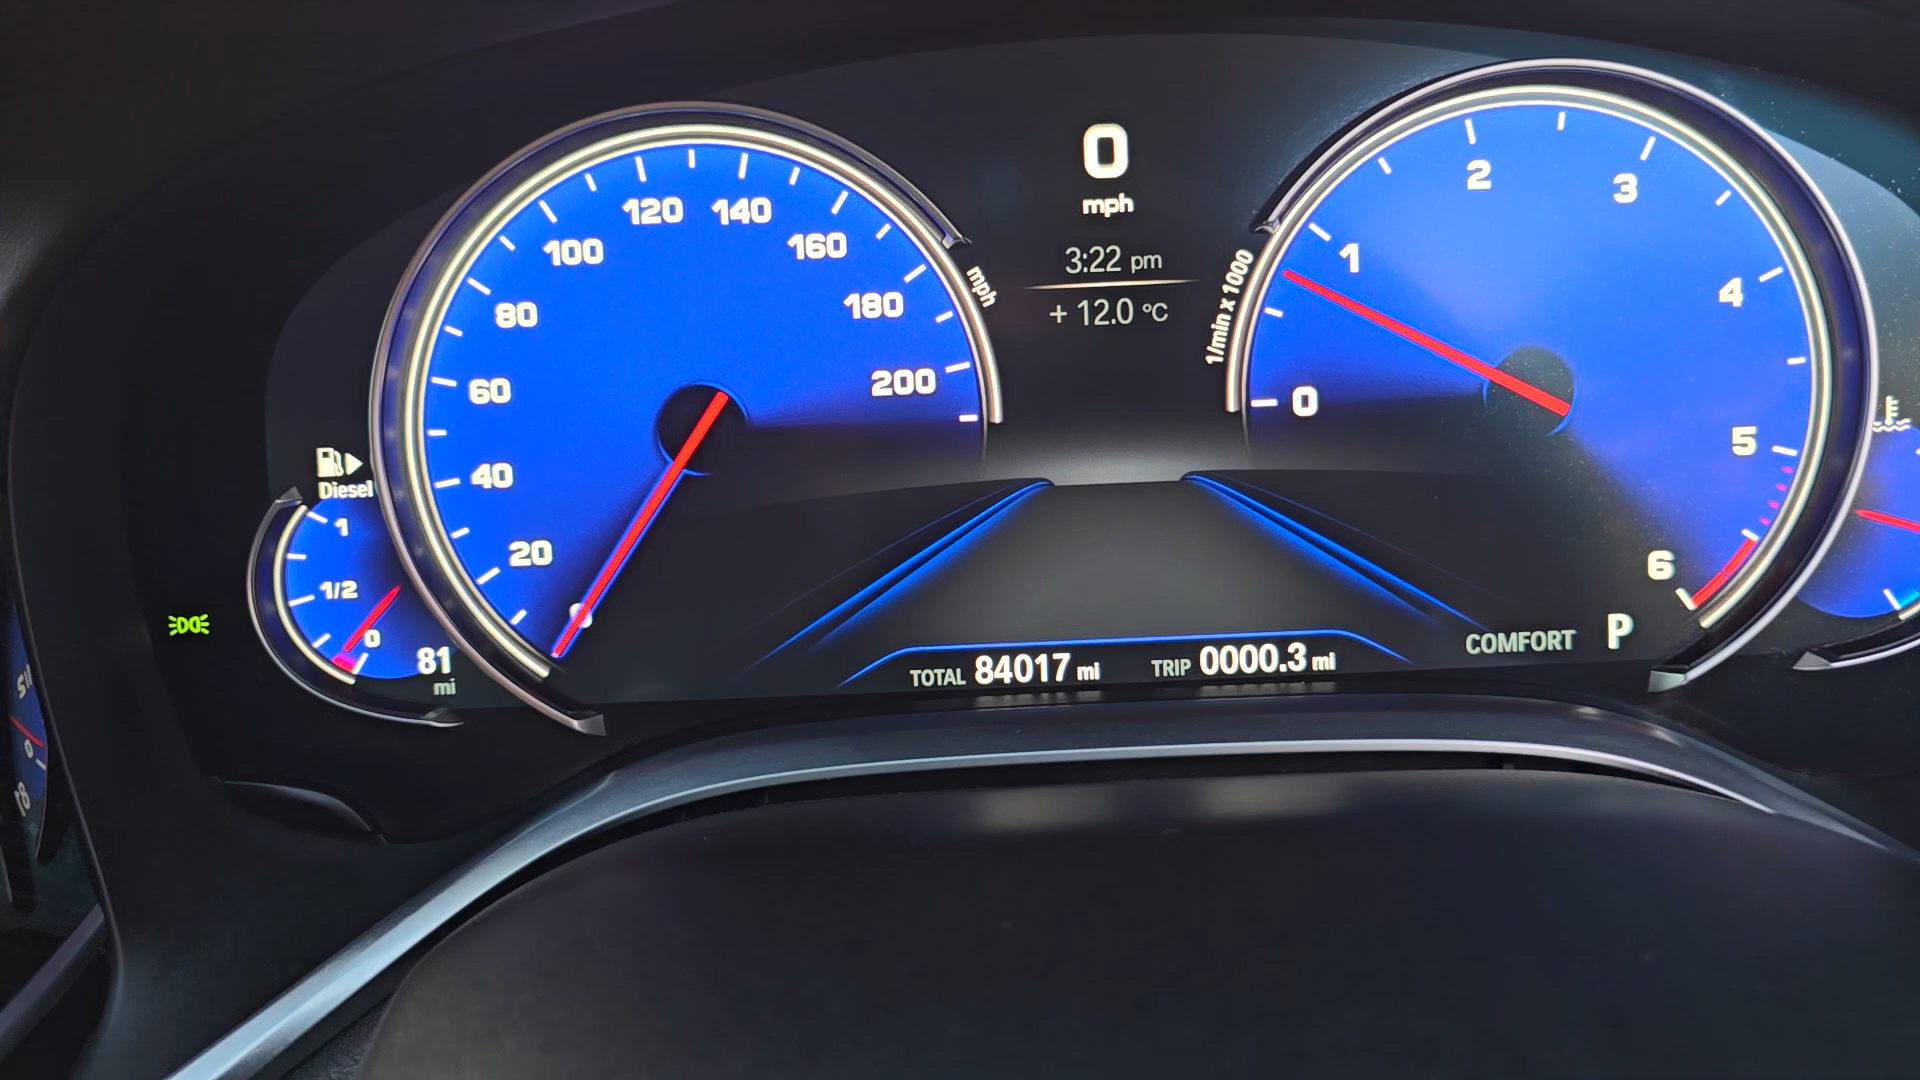 0
mph
3:22 pm
+ 12.0 °C
120 140
100 160
80 180
60 200
40
20
mph
Diesel
1
1/2
0
81
mi
1/min x 1000
2
3
1
4
0
5
6
COMFORT P
TOTAL 84017 mi TRIP 0000.3 mi